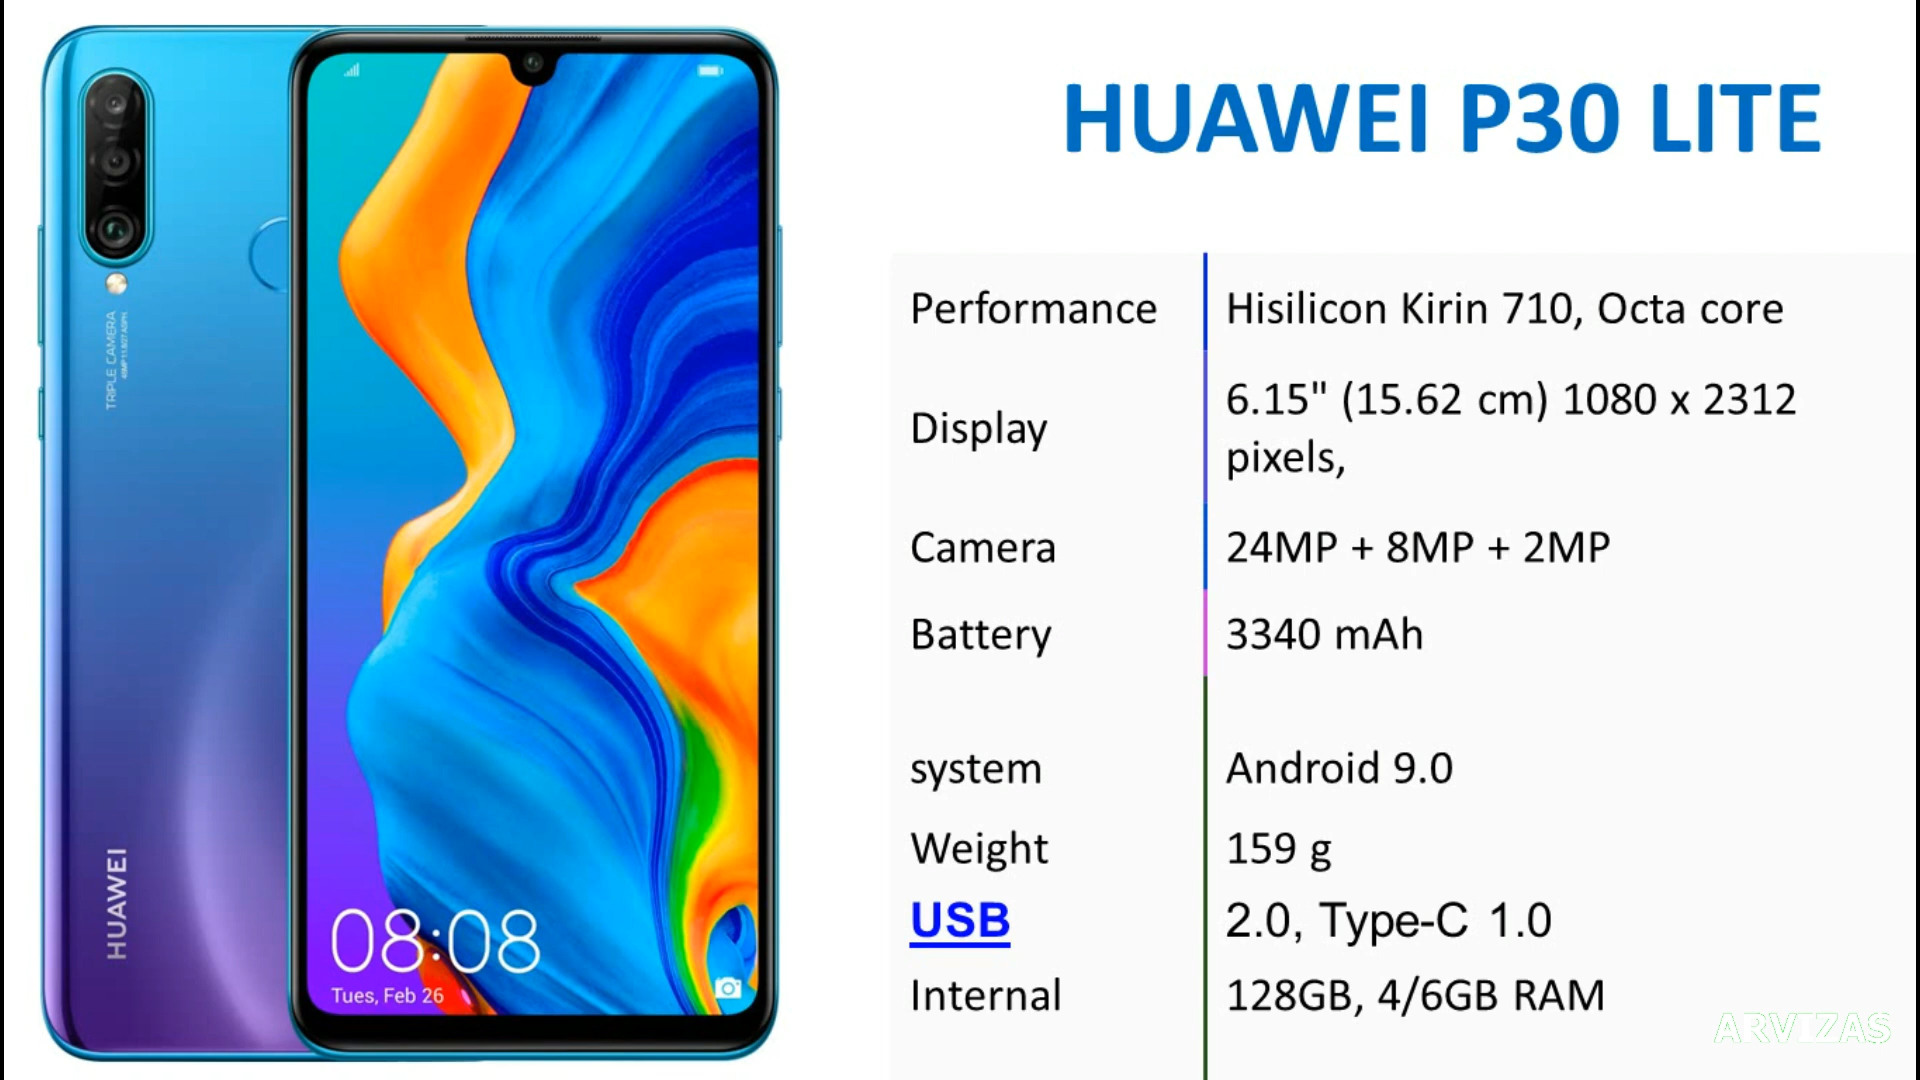 HUAWEI P30 LITE
TRIPLE CAMERA
HUAWEI
08:08
Tues, Feb 26
Performance Hisilicon Kirin 710, Octa core
Display 6.15" (15.62 cm) 1080 x 2312
pixels,
Camera 24MP + 8MP + 2MP
Battery 3340 mAh
system Android 9.0
Weight 159 g
USB 2.0, Type-C 1.0
Internal 128GB, 4/6GB RAM
ARVIZAS